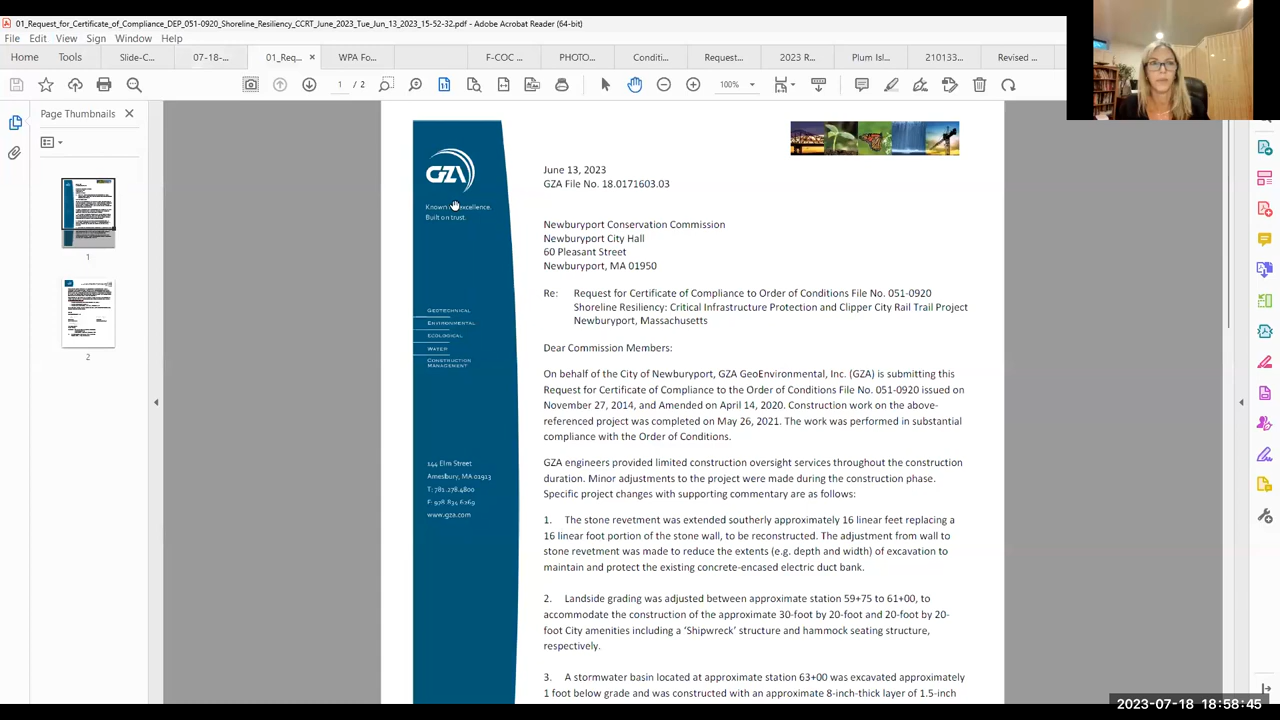 01_Request_for_Certificate_of_Compliance_DEP_051-0920_Shoreline_Resiliency_CCRT_June_2023_Tue_Jun_13_2023_15-52-32.pdf - Adobe Acrobat Reader (64-bit)
File Edit View Sign Window Help
Home Tools Slide-C... 07-18-... 01_Req... × WPA Fo... F-COC ... PHOTO... Conditi... Request... 2023 R... Plum Isl... 210133... Revised ...
1 / 2 100%
Page Thumbnails
1
2
GZA
Known excellence.
Built on trust.
GEOTECHNICAL
ENVIRONMENTAL
ECOLOGICAL
WATER
CONSTRUCTION
MANAGEMENT
144 Elm Street
Amesbury, MA 01913
T: 781.278.4800
www.gza.com
June 13, 2023
GZA File No. 18.0171603.03
Newburyport Conservation Commission
Newburyport City Hall
60 Pleasant Street
Newburyport, MA 01950
Re: Request for Certificate of Compliance to Order of Conditions File No. 051-0920
Shoreline Resiliency: Critical Infrastructure Protection and Clipper City Rail Trail Project
Newburyport, Massachusetts
Dear Commission Members:
On behalf of the City of Newburyport, GZA GeoEnvironmental, Inc. (GZA) is submitting this
Request for Certificate of Compliance to the Order of Conditions File No. 051-0920 issued on
November 27, 2014, and Amended on April 14, 2020. Construction work on the above-
referenced project was completed on May 26, 2021. The work was performed in substantial
compliance with the Order of Conditions.
GZA engineers provided limited construction oversight services throughout the construction
duration. Minor adjustments to the project were made during the construction phase.
Specific project changes with supporting commentary are as follows:
1. The stone revetment was extended southerly approximately 16 linear feet replacing a
16 linear foot portion of the stone wall, to be reconstructed. The adjustment from wall to
stone revetment was made to reduce the extents (e.g. depth and width) of excavation to
maintain and protect the existing concrete-encased electric duct bank.
2. Landside grading was adjusted between approximate station 59+75 to 61+00, to
accommodate the construction of the approximate 30-foot by 20-foot and 20-foot by 20-
foot City amenities including a ‘Shipwreck’ structure and hammock seating structure,
respectively.
3. A stormwater basin located at approximate station 63+00 was excavated approximately
1 foot below grade and was constructed with an approximate 8-inch-thick layer of 1.5-inch
2023-07-18 18:58:45